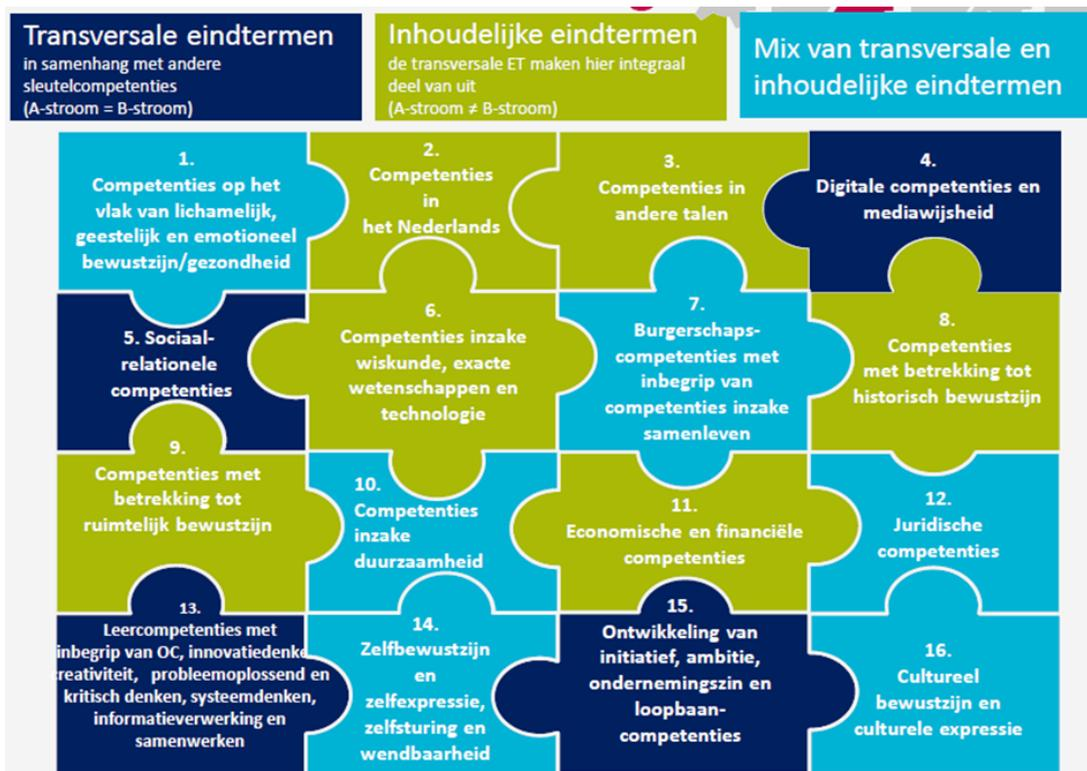 Transversale eindtermen
in samenhang met andere
sleutelcompetenties
(A-stroom = B-stroom)
Inhoudelijke eindtermen
de transversale ET maken hier integraal
deel van uit
(A-stroom ≠ B-stroom)
Mix van transversale en
inhoudelijke eindtermen
1.
Competenties op het
vlak van lichamelijk,
geestelijk en emotioneel
bewustzijn/gezondheid
2.
Competenties
in
het Nederlands
3.
Competenties in
andere talen
4.
Digitale competenties en
mediawijsheid
5. Sociaal-
relationele
competenties
6.
Competenties inzake
wiskunde, exacte
wetenschappen en
technologie
7.
Burgerschaps-
competenties met
inbegrip van
competenties inzake
samenleven
8.
Competenties
met betrekking tot
historisch bewustzijn
9.
Competenties met
betrekking tot
ruimtelijk bewustzijn
10.
Competenties
inzake
duurzaamheid
11.
Economische en financiële
competenties
12.
Juridische
competenties
13.
Leercompetenties met
inbegrip van OC, innovatiedenke
creativiteit, probleemoplossend en
kritisch denken, systeemdenken,
informatieverwerking en
samenwerken
14.
Zelfbewustzijn
en
zelfexpressie,
zelfsturing en
wendbaarheid
15.
Ontwikkeling van
initiatief, ambitie,
ondernemingszin en
loopbaan-
competenties
16.
Cultureel
bewustzijn en
culturele expressie